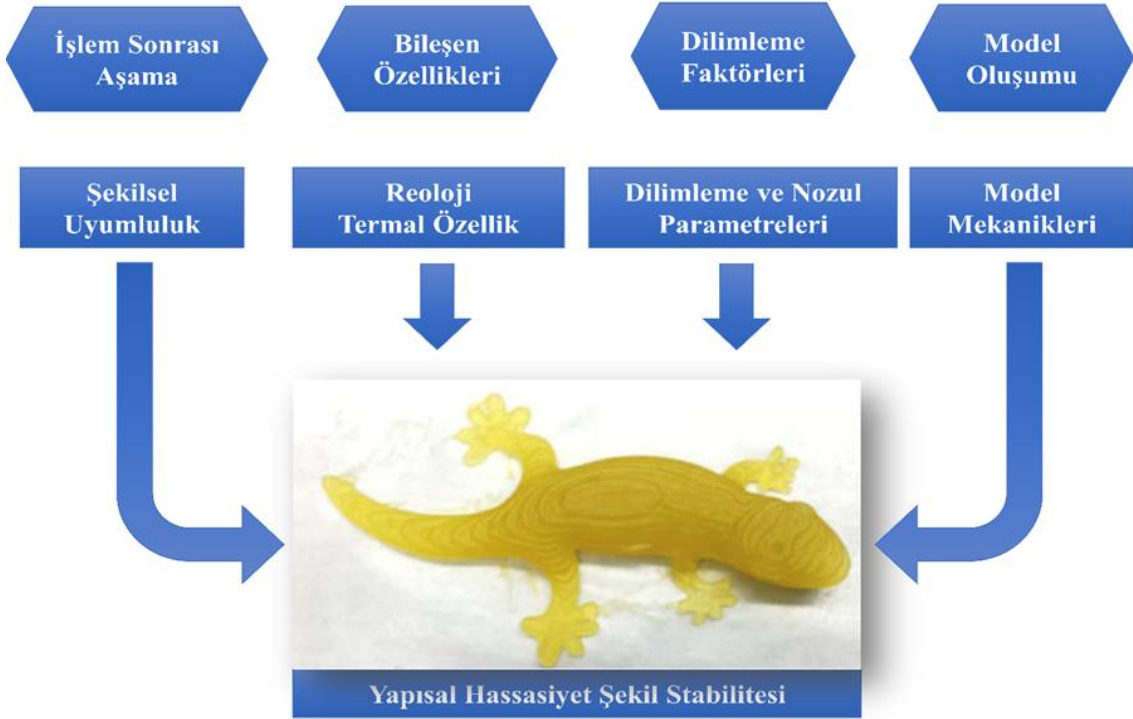 İşlem Sonrası
Aşama
Bileşen
Özellikleri
Dilimleme
Faktörleri
Model
Oluşumu
Şekilsel
Uyumluluk
Reoloji
Termal Özellik
Dilimleme ve Nozul
Parametreleri
Model
Mekanikleri
Yapısal Hassasiyet Şekil Stabilitesi